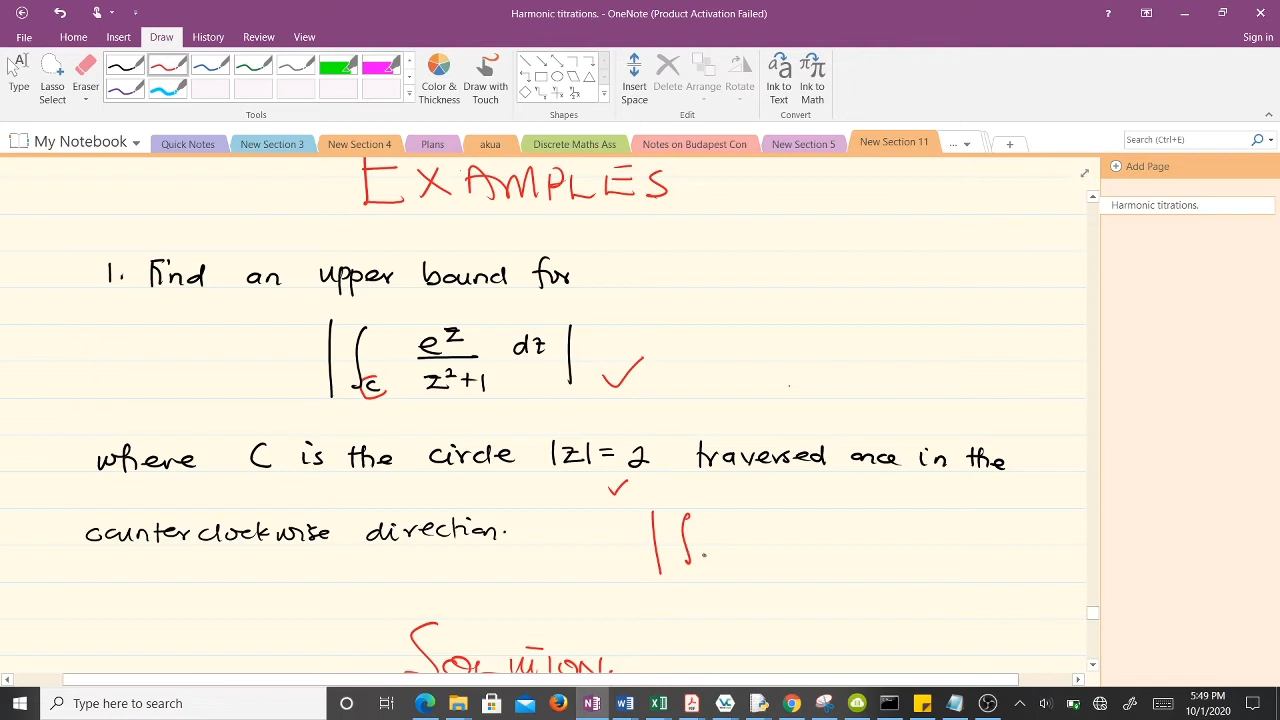 Harmonic titrations. - OneNote (Product Activation Failed)
File Home Insert Draw History Review View Sign in
Type Lasso Select Eraser Color & Thickness Draw with Touch Insert Space Delete Arrange Rotate Ink to Text Ink to Math
Tools Shapes Edit Convert
My Notebook Quick Notes New Section 3 New Section 4 Plans akua Discrete Maths Ass Notes on Budapest Con New Section 5 New Section 11 ... Search (Ctrl+E)
Add Page
Harmonic titrations.
EXAMPLES
1. Find an upper bound for
| ∫_C e^z / (z²+1) dz |
where C is the circle |z| = 2 traversed once in the
counterclockwise direction.
| ∫
Solution.
Type here to search
5:49 PM
10/1/2020